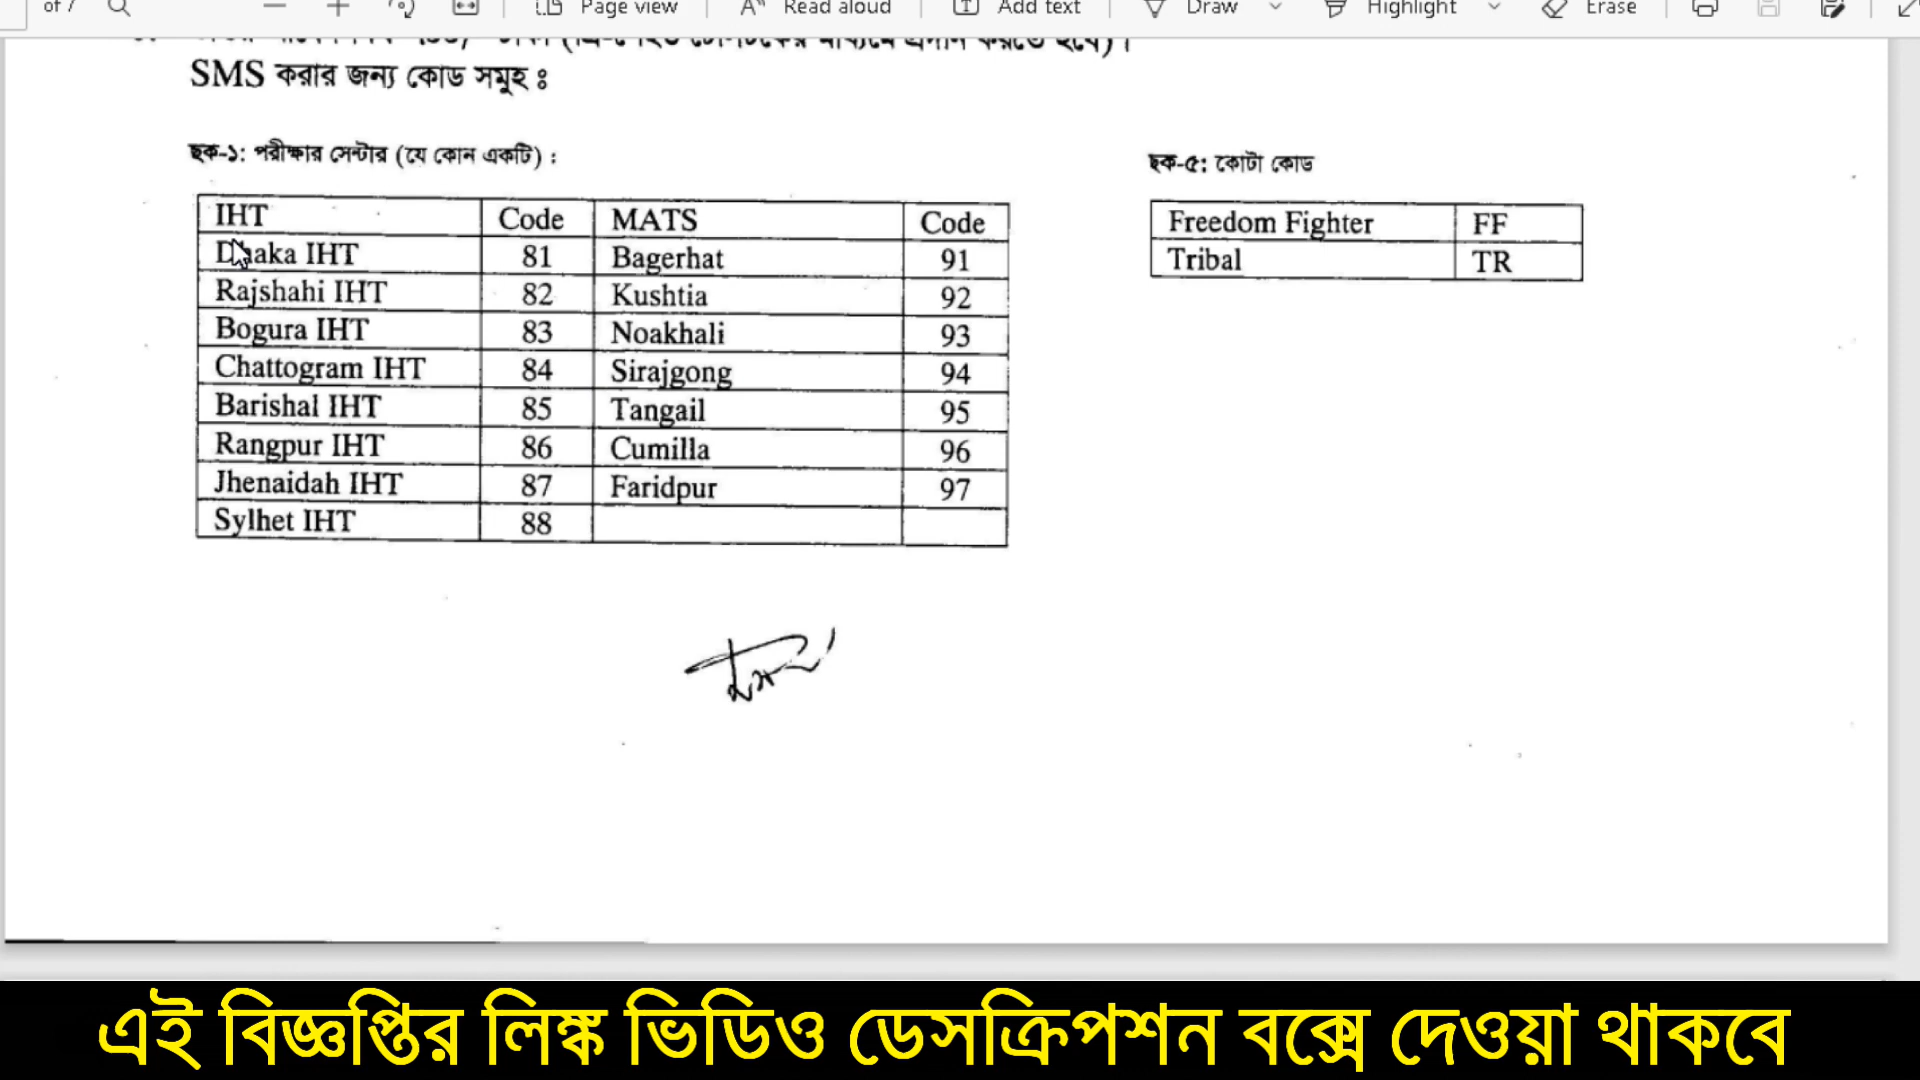 of 7 Page view Read aloud Add text Draw Highlight Erase
SMS করার জন্য কোড সমূহ ঃ
ছক-১: পরীক্ষার সেন্টার (যে কোন একটি) :
IHT Code MATS Code
Dhaka IHT 81 Bagerhat 91
Rajshahi IHT 82 Kushtia 92
Bogura IHT 83 Noakhali 93
Chattogram IHT 84 Sirajgong 94
Barishal IHT 85 Tangail 95
Rangpur IHT 86 Cumilla 96
Jhenaidah IHT 87 Faridpur 97
Sylhet IHT 88
ছক-৫: কোটা কোড
Freedom Fighter FF
Tribal TR
এই বিজ্ঞপ্তির লিঙ্ক ভিডিও ডেসক্রিপশন বক্সে দেওয়া থাকবে